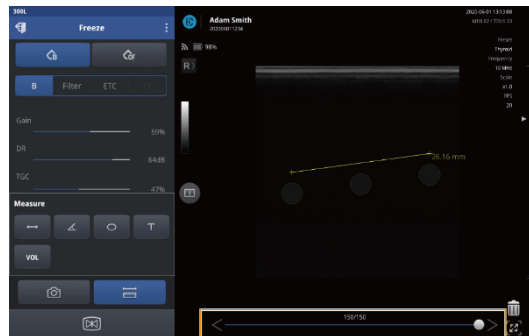 300L
Freeze
B Filter ETC
Gain
59%
DR
84dB
TGC
47%
Measure
T
VOL
Adam Smith
98%
R
T
26.16 mm
150/150
Preset
Thyroid
Frequency
10 MHz
Scale
x1.0
FPS
20